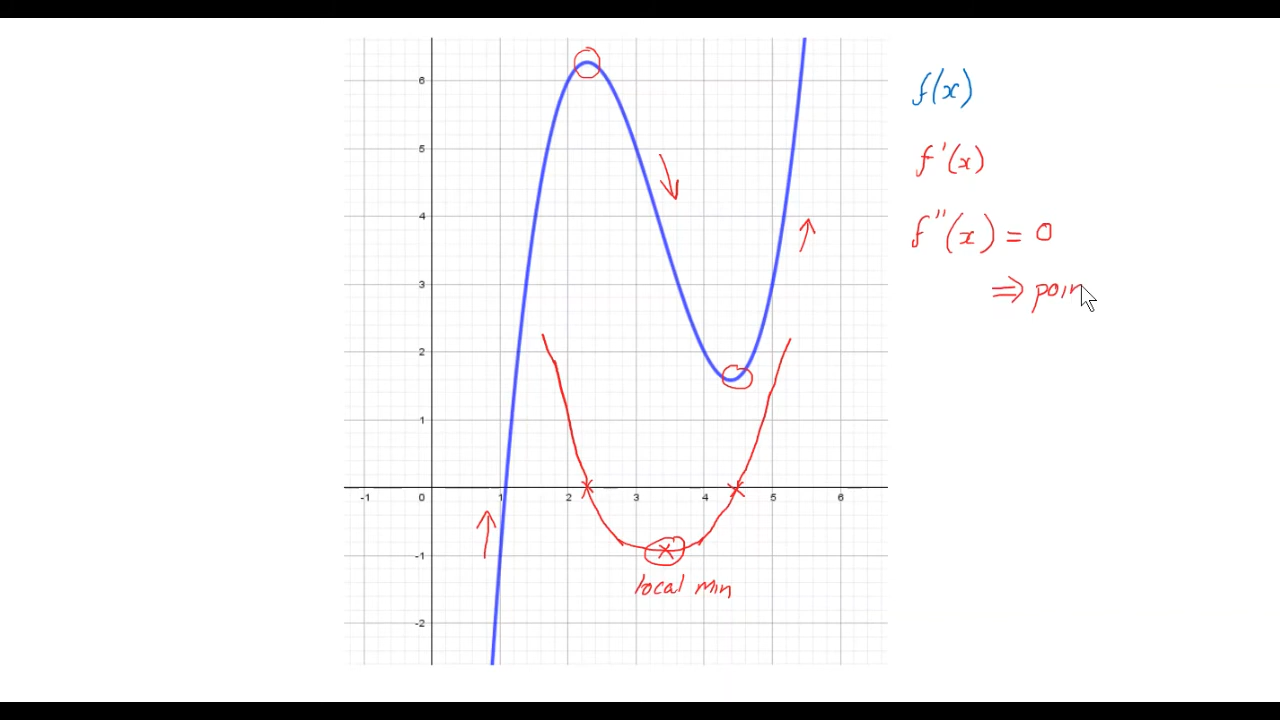 f(x)
f'(x)
f''(x) = 0
⇒ poin
6
5
4
3
2
1
-1 0 1 2 3 4 5 6
-1
local min
-2